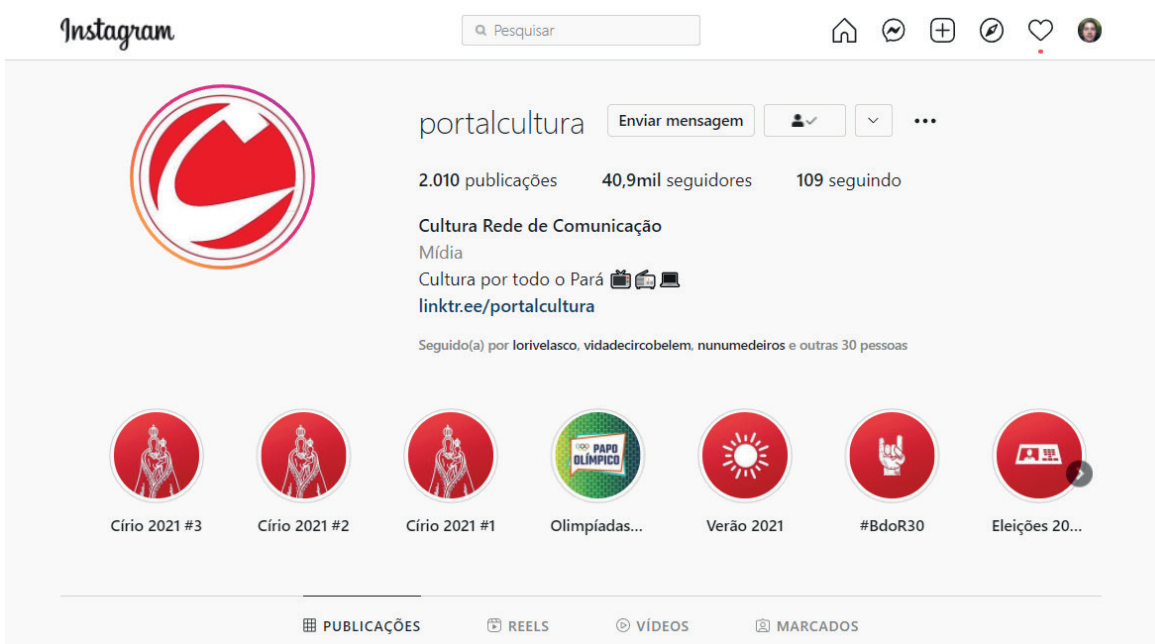 Instagram
Pesquisar
portalcultura Enviar mensagem
2.010 publicações 40,9mil seguidores 109 seguindo
Cultura Rede de Comunicação
Mídia
Cultura por todo o Pará
linktr.ee/portalcultura
Seguido(a) por lorivelasco, vidadecircobelem, nunumedeiros e outras 30 pessoas
PAPO
OLÍMPICO
Círio 2021 #3 Círio 2021 #2 Círio 2021 #1 Olimpíadas... Verão 2021 #BdoR30 Eleições 20...
PUBLICAÇÕES REELS VÍDEOS MARCADOS